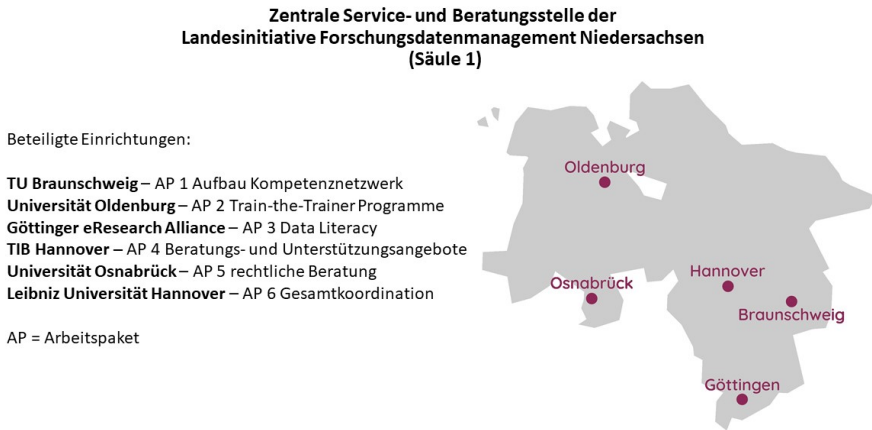 Zentrale Service- und Beratungsstelle der
Landesinitiative Forschungsdatenmanagement Niedersachsen
(Säule 1)
Beteiligte Einrichtungen:
TU Braunschweig – AP 1 Aufbau Kompetenznetzwerk
Universität Oldenburg – AP 2 Train-the-Trainer Programme
Göttinger eResearch Alliance – AP 3 Data Literacy
TIB Hannover – AP 4 Beratungs- und Unterstützungsangebote
Universität Osnabrück – AP 5 rechtliche Beratung
Leibniz Universität Hannover – AP 6 Gesamtkoordination
AP = Arbeitspaket
Oldenburg
Hannover
Osnabrück
Braunschweig
Göttingen